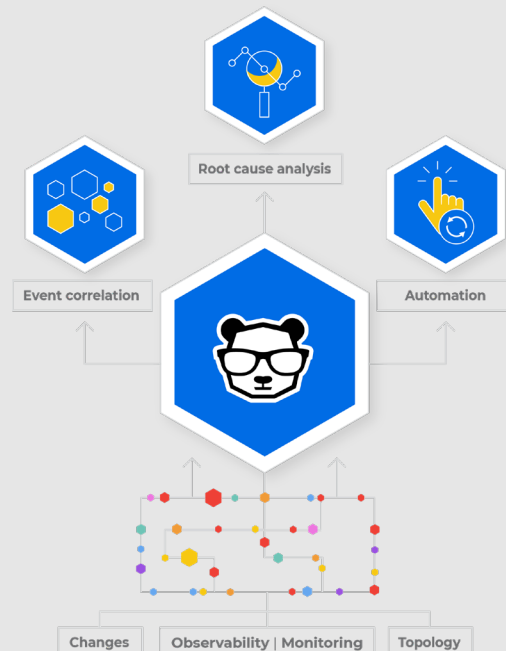 Root cause analysis
Event correlation
Automation
Changes
Observability | Monitoring
Topology